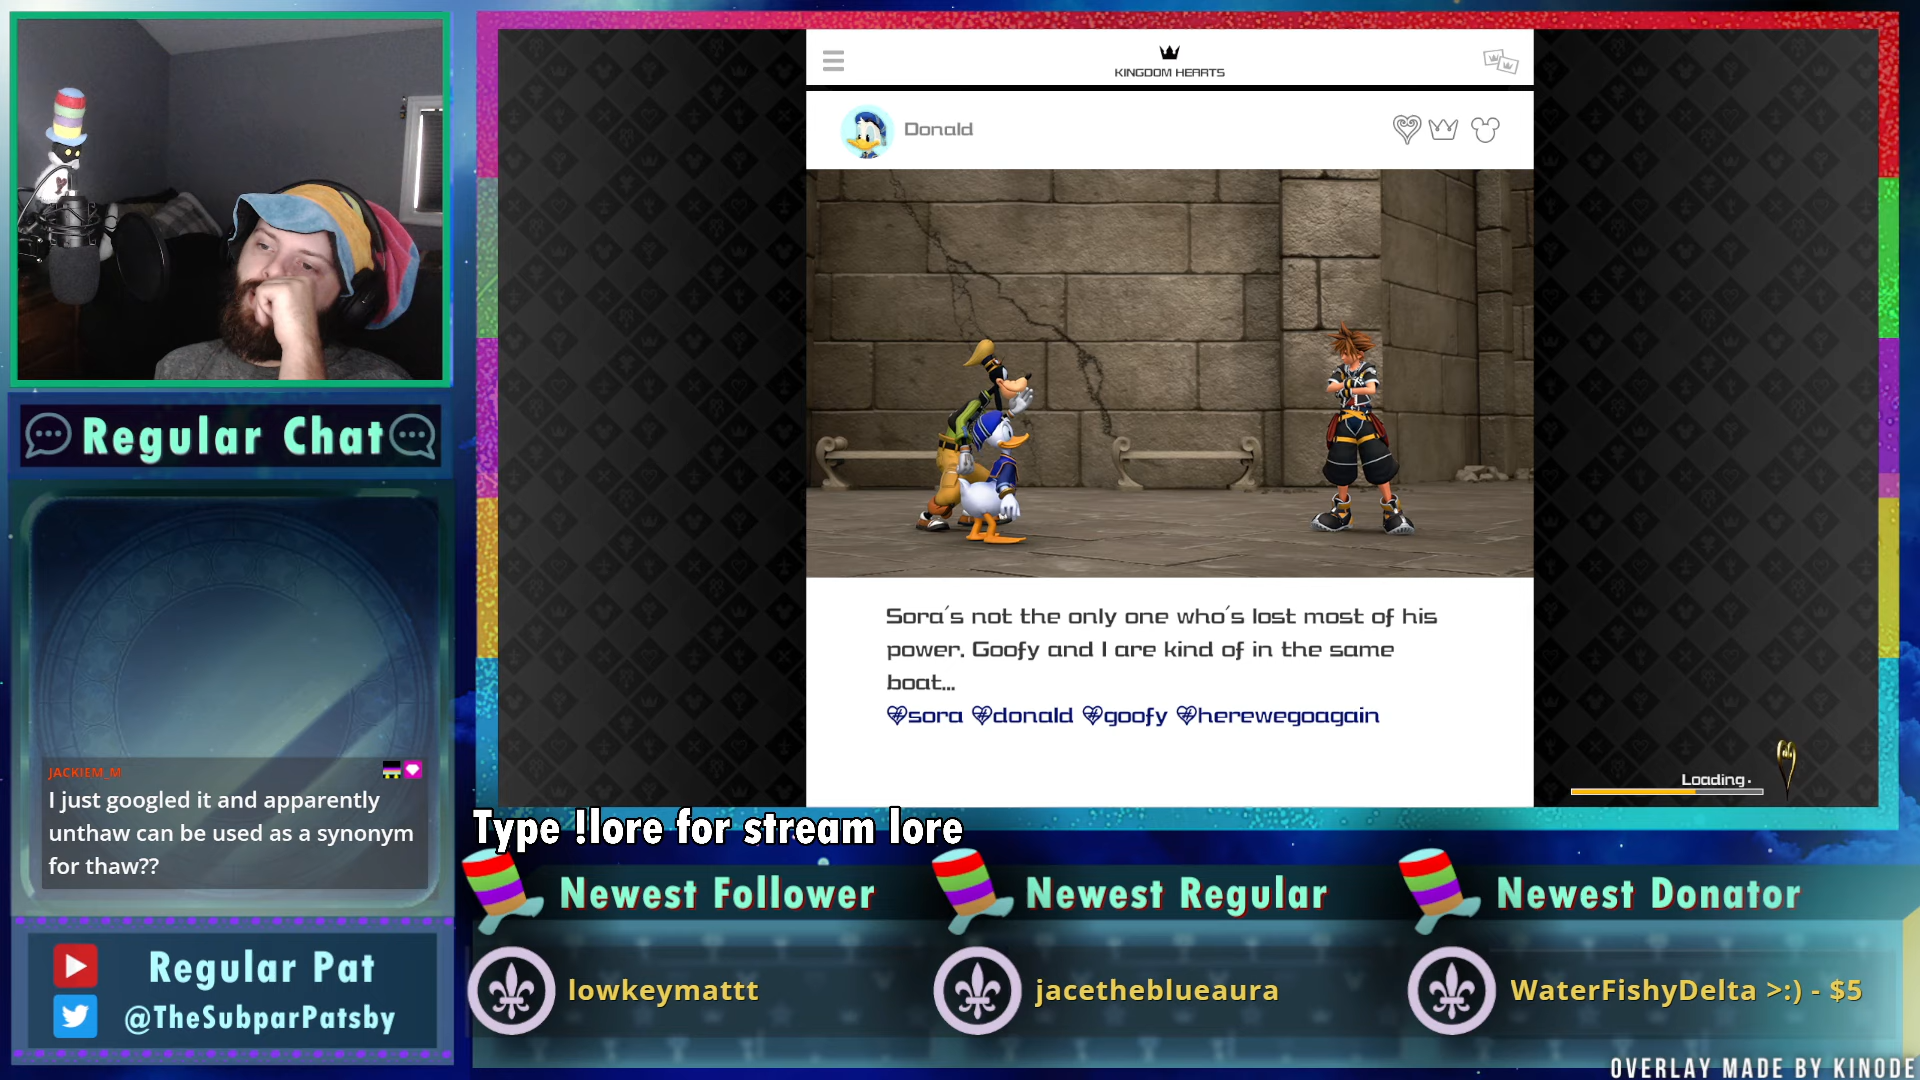 KINGDOM HEARTS
Donald
Sora's not the only one who's lost most of his
power. Goofy and I are kind of in the same
boat...
sora donald goofy herewegoagain
Loading.
Regular Chat
JACKIEM_M
I just googled it and apparently
unthaw can be used as a synonym
for thaw??
Regular Pat
@TheSubparPatsby
Type !lore for stream lore
Newest Follower
lowkeymattt
Newest Regular
jacetheblueaura
Newest Donator
WaterFishyDelta >:) - $5
OVERLAY MADE BY KINODE